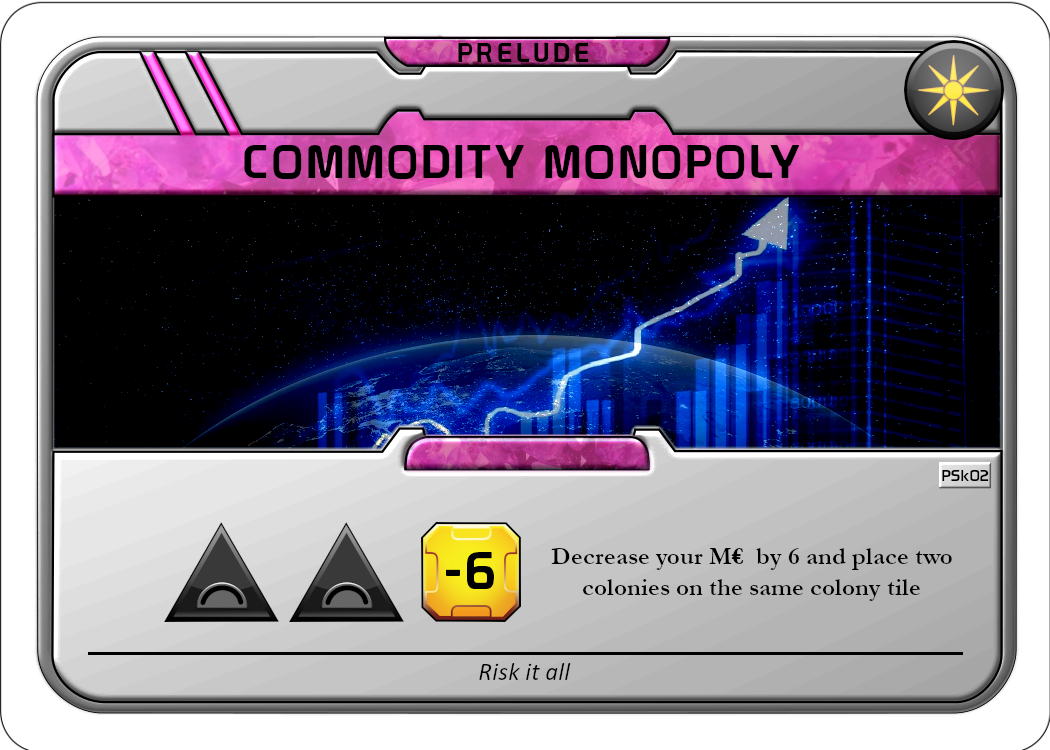 PRELUDE
COMMODITY MONOPOLY
PSk02
-6
Decrease your M€ by 6 and place two
colonies on the same colony tile
Risk it all